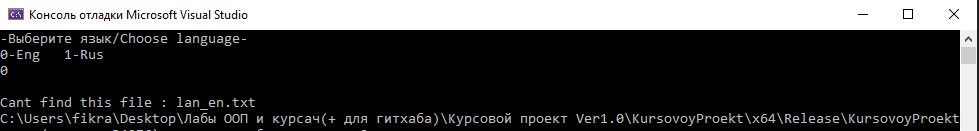 Консоль отладки Microsoft Visual Studio
-Выберите язык/Choose language-
0-Eng   1-Rus
0
Cant find this file : lan_en.txt
C:\Users\fikra\Desktop\Лабы ООП и курсач(+ для гитхаба)\Курсовой проект Ver1.0\KursovoyProekt\x64\Release\KursovoyProekt